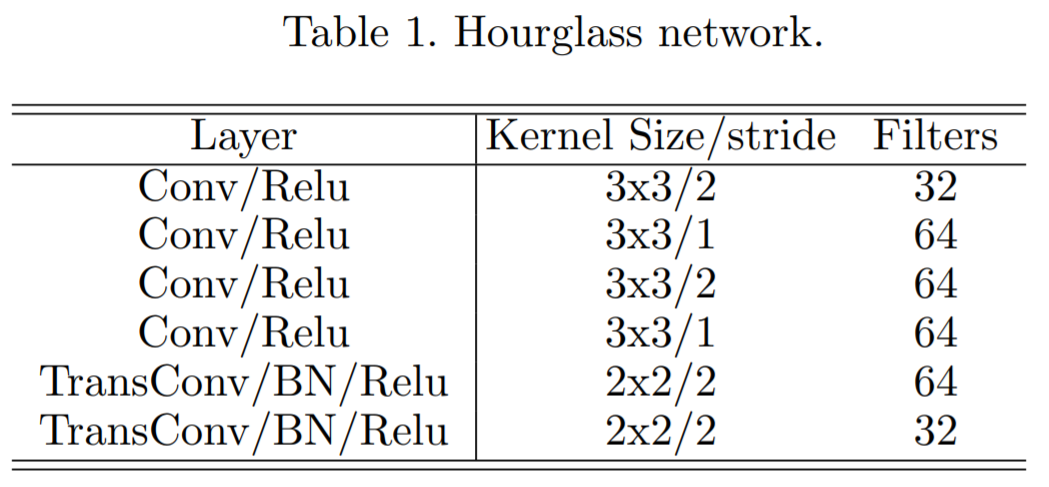 Table 1. Hourglass network.
Layer Kernel Size/stride Filters
Conv/Relu 3x3/2 32
Conv/Relu 3x3/1 64
Conv/Relu 3x3/2 64
Conv/Relu 3x3/1 64
TransConv/BN/Relu 2x2/2 64
TransConv/BN/Relu 2x2/2 32